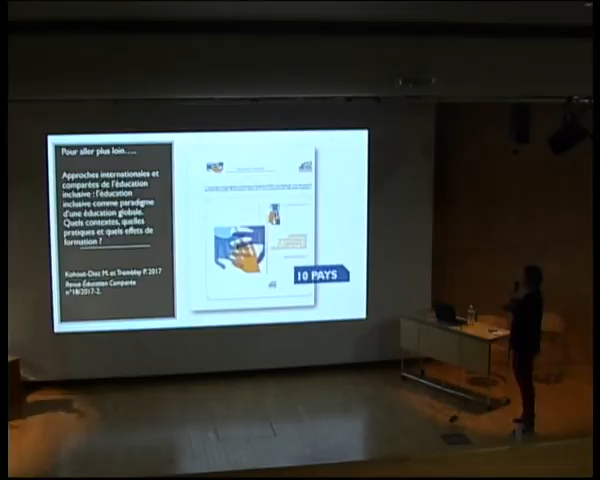 Pour aller plus loin.....
Approches internationales et
comparées de l'éducation
inclusive : l'éducation
inclusive comme paradigme
d'une éducation globale.
Quels contextes, quelles
pratiques et quels effets de
formation ?
Kohout-Diaz M. et Tremblay P. 2017
Revue Éducation Comparée
n°18/2017-2.
10 PAYS